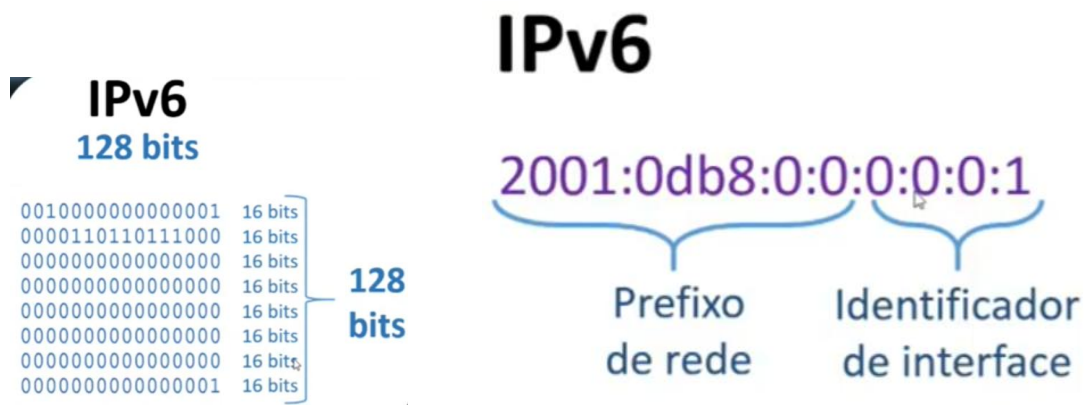 IPv6
128 bits
0010000000000001 16 bits
0000110110111000 16 bits
0000000000000000 16 bits
0000000000000000 16 bits
0000000000000000 16 bits
0000000000000000 16 bits
0000000000000000 16 bits
0000000000000001 16 bits
128
bits
IPv6
2001:0db8:0:0:0:0:0:1
Prefixo
de rede
Identificador
de interface